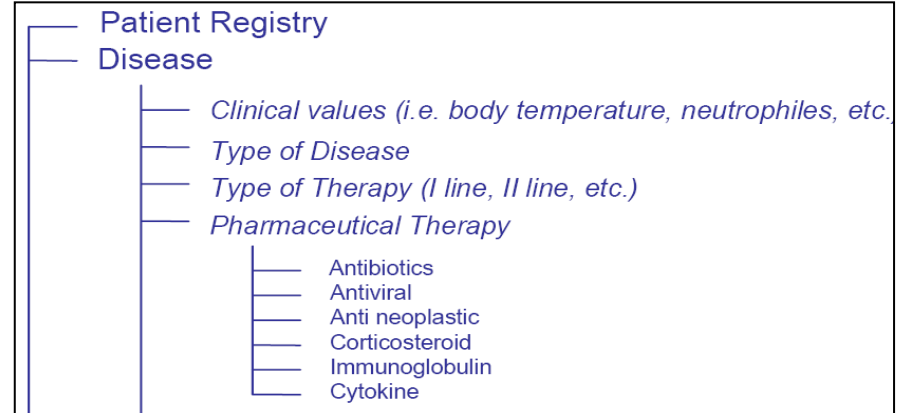 Patient Registry
Disease
Clinical values (i.e. body temperature, neutrophiles, etc.)
Type of Disease
Type of Therapy (I line, II line, etc.)
Pharmaceutical Therapy
Antibiotics
Antiviral
Anti neoplastic
Corticosteroid
Immunoglobulin
Cytokine